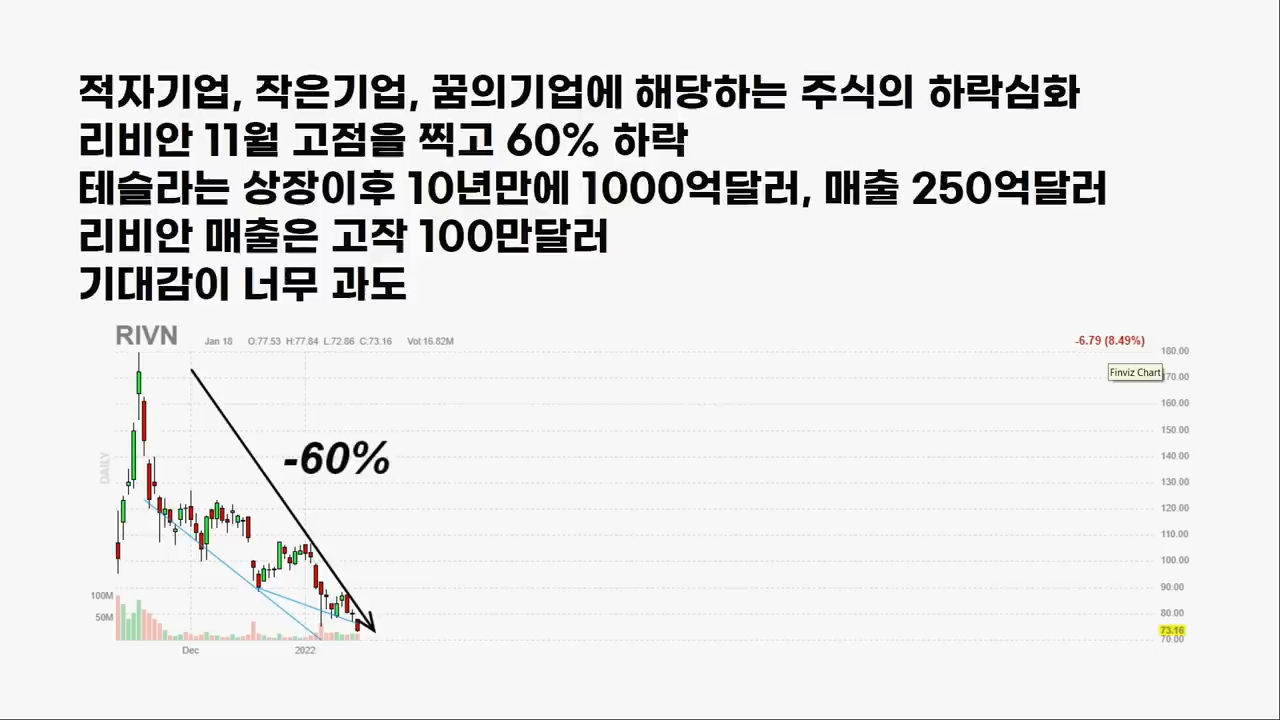 적자기업, 작은기업, 꿈의기업에 해당하는 주식의 하락심화
리비안 11월 고점을 찍고 60% 하락
테슬라는 상장이후 10년만에 1000억달러, 매출 250억달러
리비안 매출은 고작 100만달러
기대감이 너무 과도
RIVN Jan 18 O:77.53 H:77.84 L:72.86 C:73.16 Vol:16.82M -6.79 (8.49%)
180.00
Finviz Chart
170.00
160.00
150.00
-60%
140.00
DAILY
130.00
120.00
110.00
100.00
100M
90.00
50M
80.00
73.16
70.00
Dec 2022